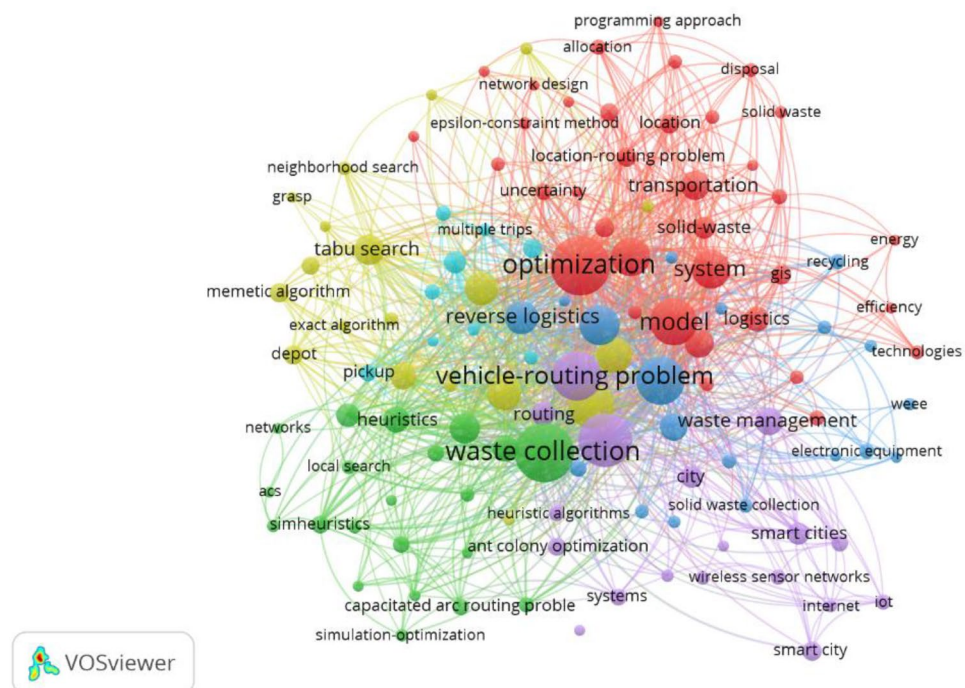 programming approach
allocation
disposal
network design
solid waste
epsilon-constraint method
location
location-routing problem
neighborhood search
transportation
uncertainty
grasp
multiple trips
solid-waste
tabu search
energy
optimization
system
recycling
gis
memetic algorithm
efficiency
reverse logistics
model
logistics
exact algorithm
depot
technologies
pickup
vehicle-routing problem
weee
routing
heuristics
waste management
networks
waste collection
electronic equipment
local search
city
acs
solid waste collection
heuristic algorithms
simheuristics
smart cities
ant colony optimization
wireless sensor networks
systems
capacitated arc routing proble
internet
iot
simulation-optimization
smart city
VOSviewer